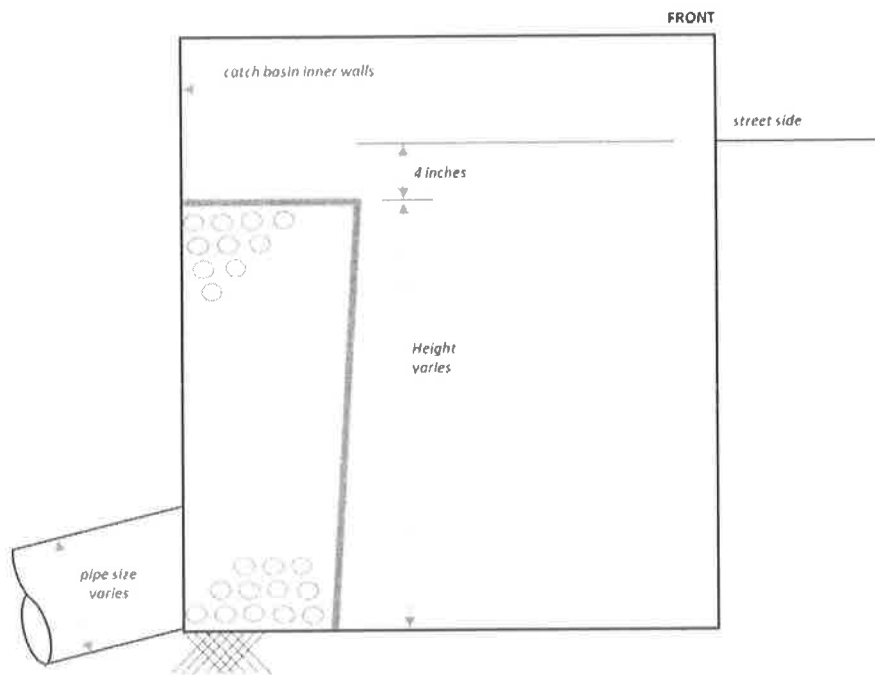 FRONT
catch basin inner walls
street side
4 inches
Height
varies
pipe size
varies